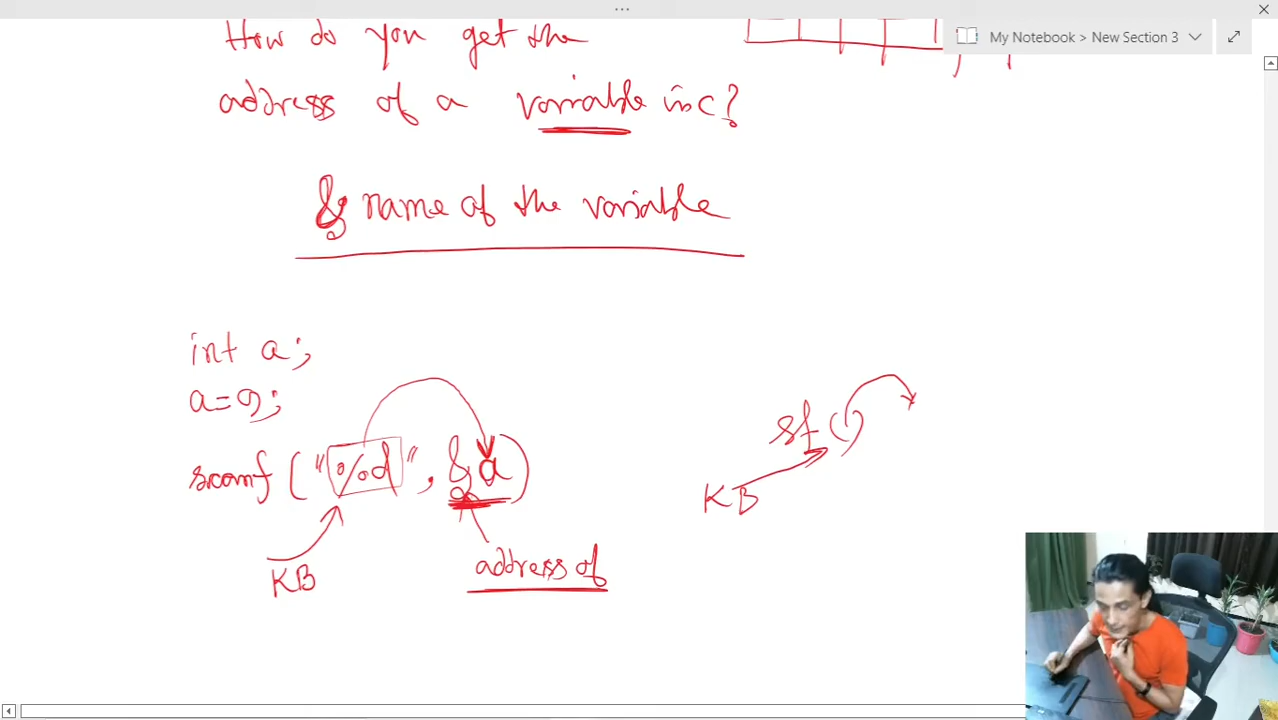 ...
My Notebook > New Section 3
How do you get the
address of a variable in c?
& name of the variable
int a;
a=9;
scanf ("%d", &a)
sf ()
KB
address of
KB